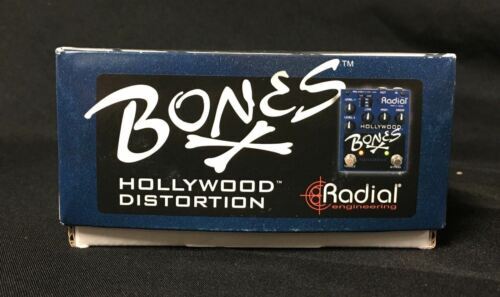 BONES™
HOLLYWOOD™
DISTORTION
Radial®
engineering
Radial
HOLLYWOOD
BONES